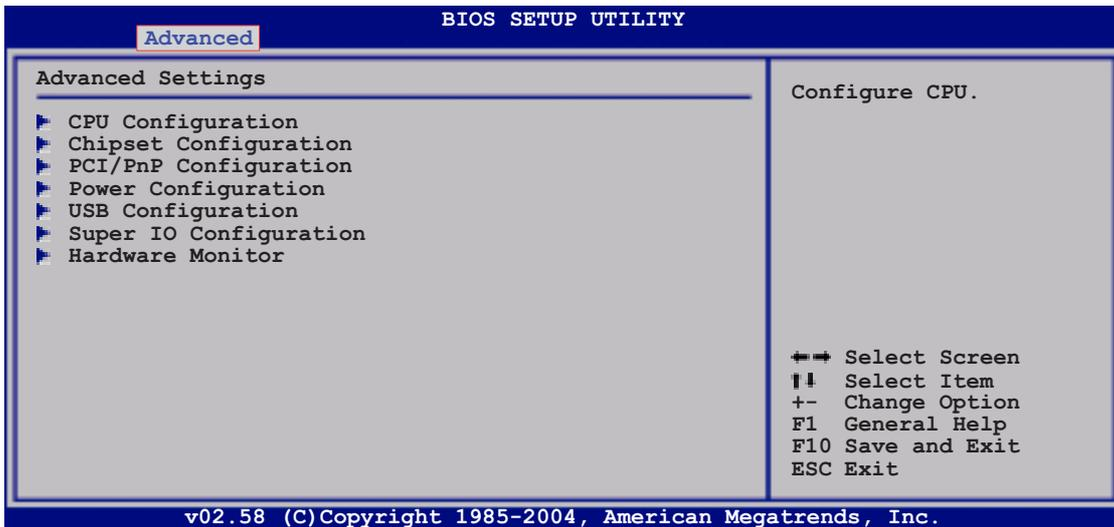 BIOS SETUP UTILITY
Advanced
Advanced Settings
CPU Configuration
Chipset Configuration
PCI/PnP Configuration
Power Configuration
USB Configuration
Super IO Configuration
Hardware Monitor
Configure CPU.
←→ Select Screen
↑↓ Select Item
+- Change Option
F1 General Help
F10 Save and Exit
ESC Exit
v02.58 (C)Copyright 1985-2004, American Megatrends, Inc.